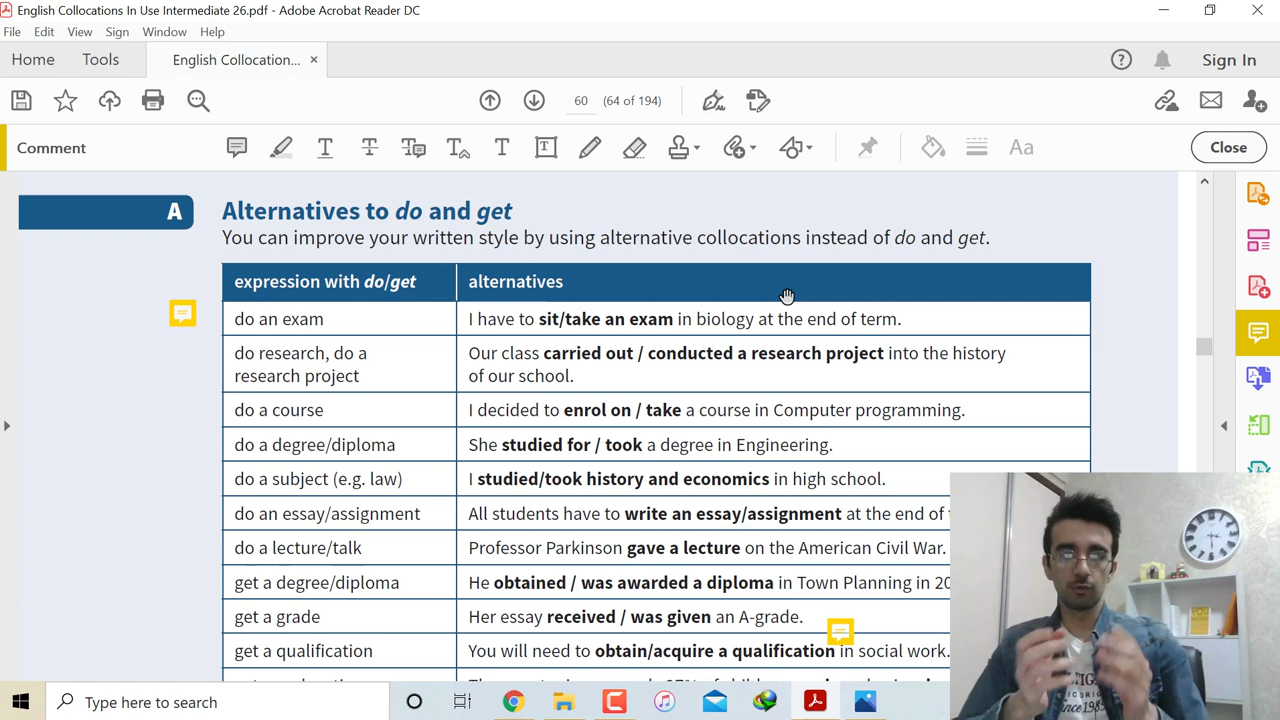 English Collocations In Use Intermediate 26.pdf - Adobe Acrobat Reader DC
File Edit View Sign Window Help
Home Tools English Collocation... × Sign In
60 (64 of 194)
Comment Aa Close
A
Alternatives to do and get
You can improve your written style by using alternative collocations instead of do and get.
expression with do/get alternatives
do an exam I have to sit/take an exam in biology at the end of term.
do research, do a Our class carried out / conducted a research project into the history
research project of our school.
do a course I decided to enrol on / take a course in Computer programming.
do a degree/diploma She studied for / took a degree in Engineering.
do a subject (e.g. law) I studied/took history and economics in high school.
do an essay/assignment All students have to write an essay/assignment at the end of
do a lecture/talk Professor Parkinson gave a lecture on the American Civil War.
get a degree/diploma He obtained / was awarded a diploma in Town Planning in 20
get a grade Her essay received / was given an A-grade.
get a qualification You will need to obtain/acquire a qualification in social work.
Type here to search